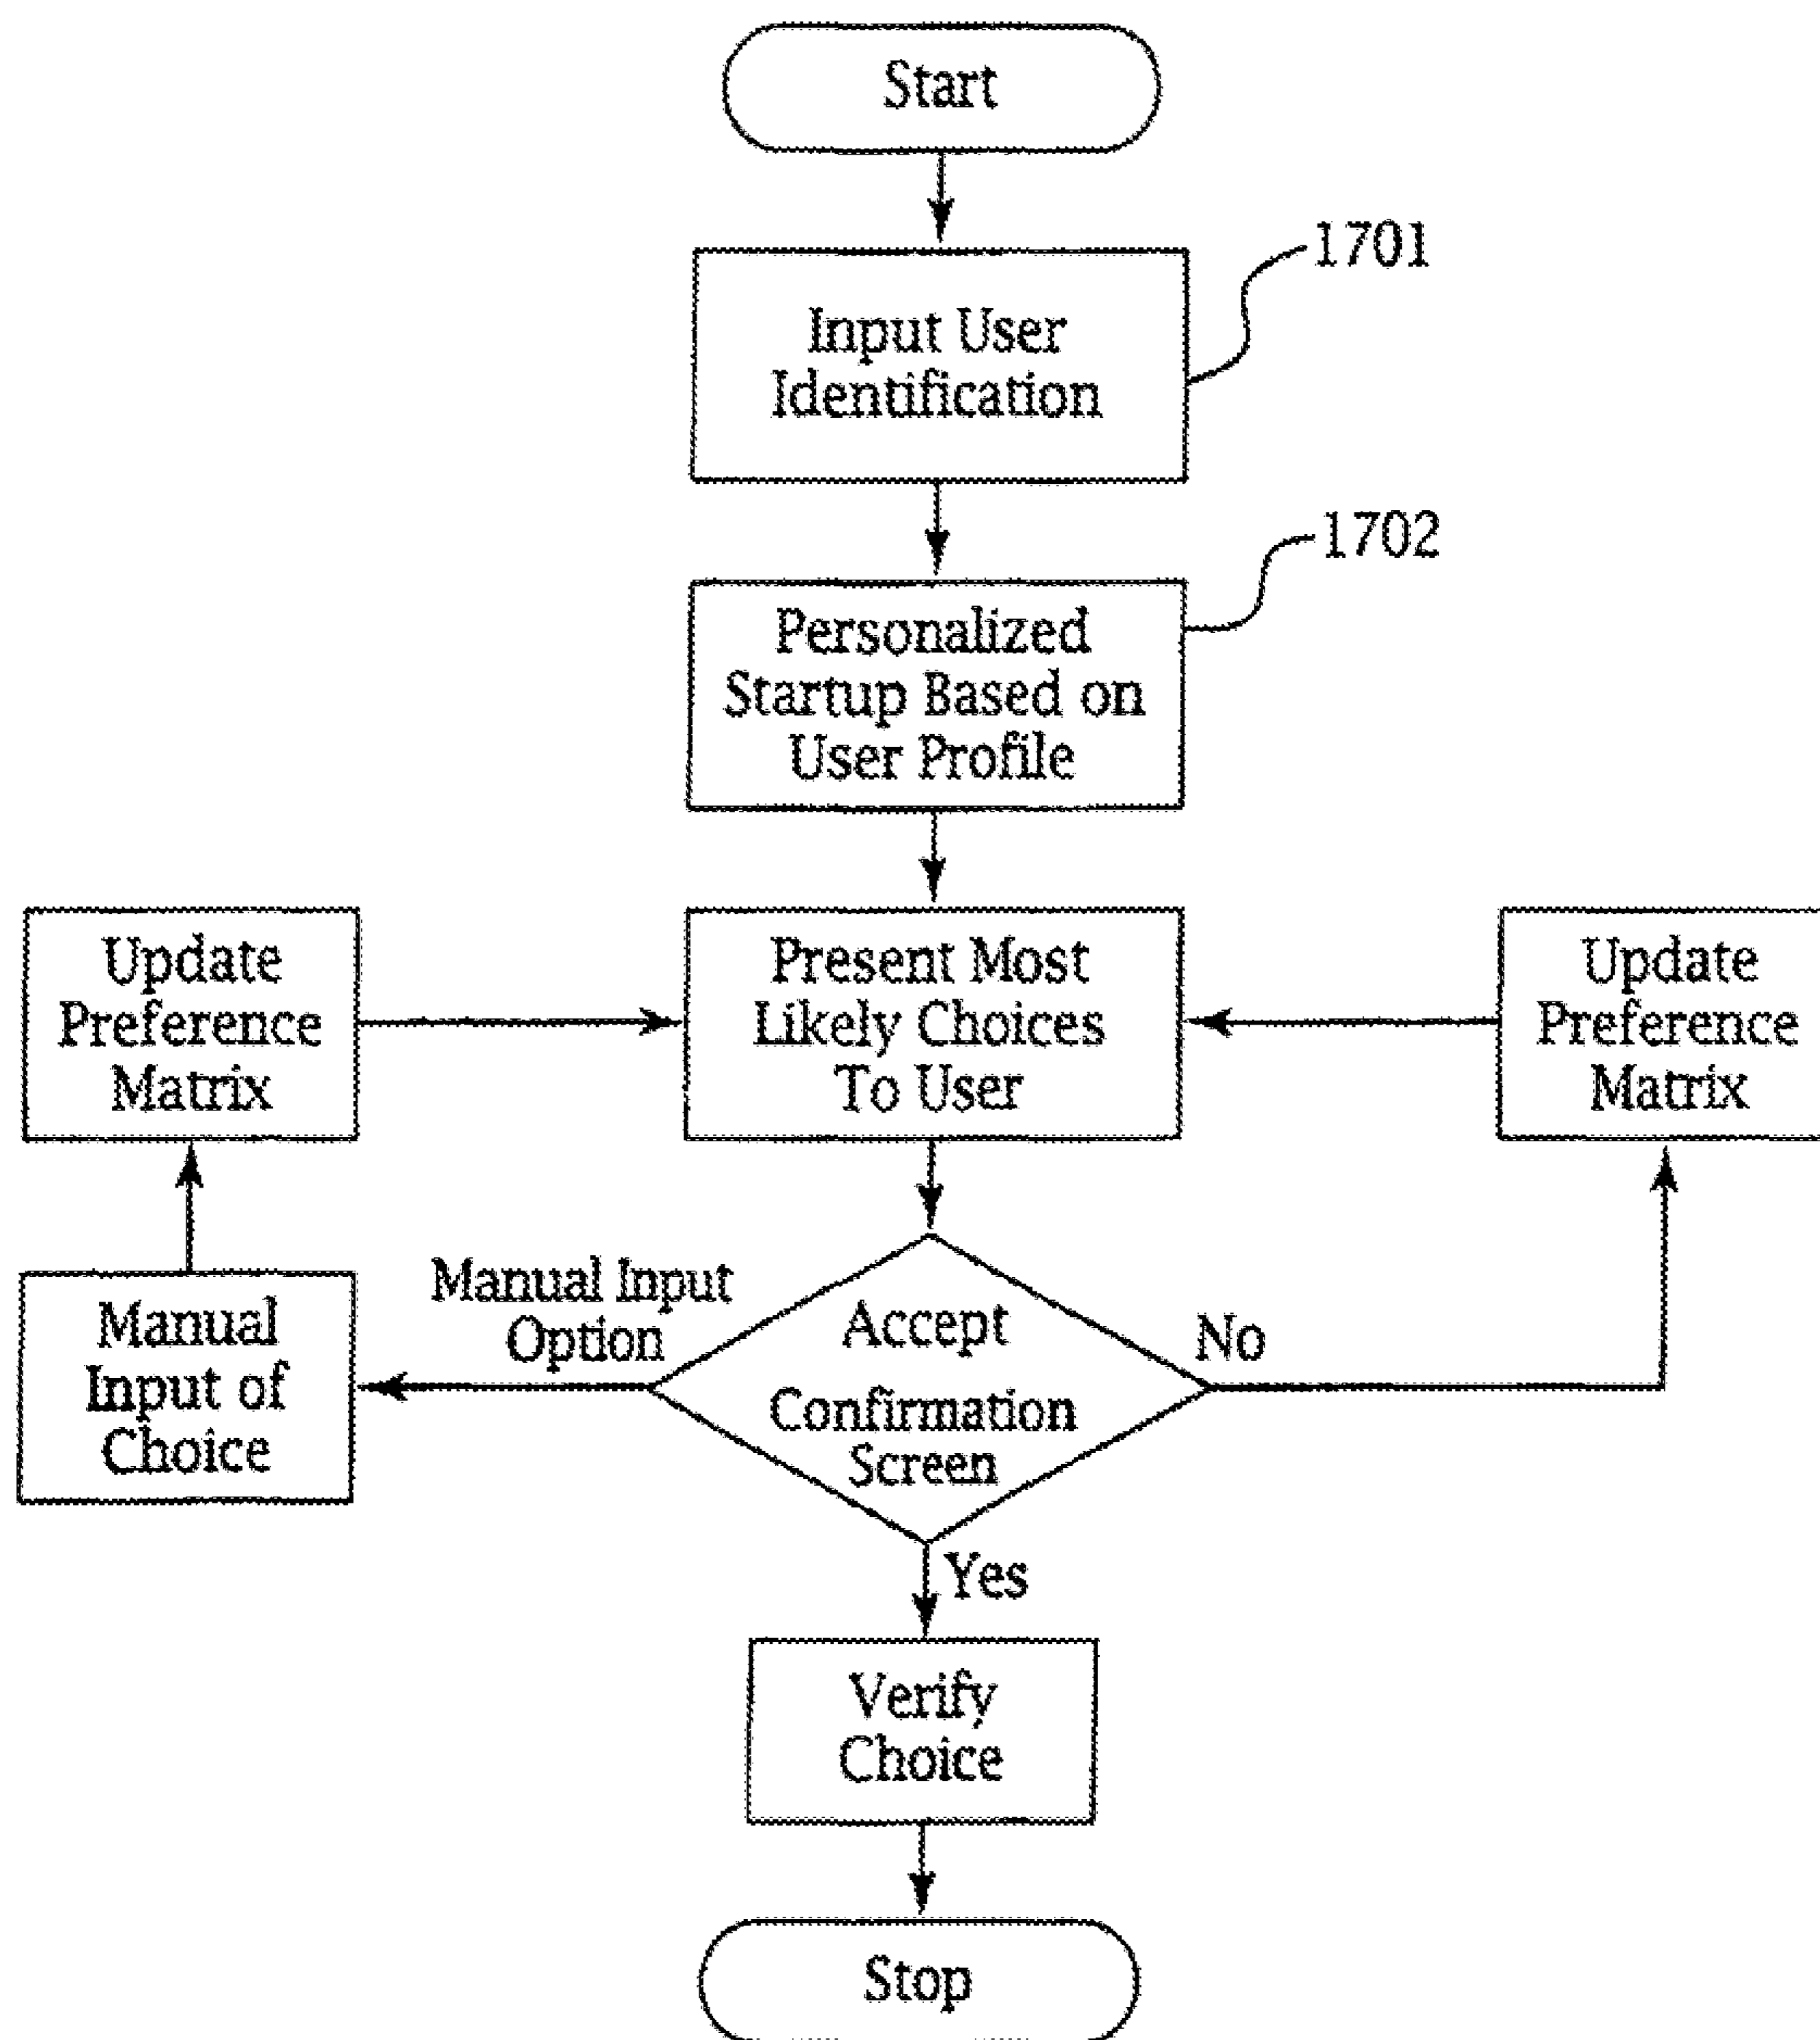 Start
1701
Input User
Identification
1702
Personalized
Startup Based on
User Profile
Update
Preference
Matrix
Present Most
Likely Choices
To User
Update
Preference
Matrix
Manual
Input of
Choice
Manual Input
Option
Accept
Confirmation
Screen
No
Yes
Verify
Choice
Stop